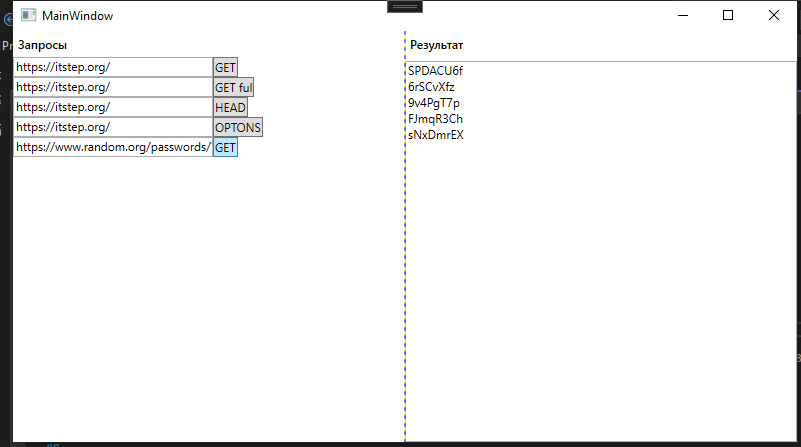 MainWindow
Запросы
https://itstep.org/ GET
https://itstep.org/ GET ful
https://itstep.org/ HEAD
https://itstep.org/ OPTONS
https://www.random.org/passwords/ GET
Результат
SPDACU6f
6rSCvXfz
9v4PgT7p
FJmqR3Ch
sNxDmrEX